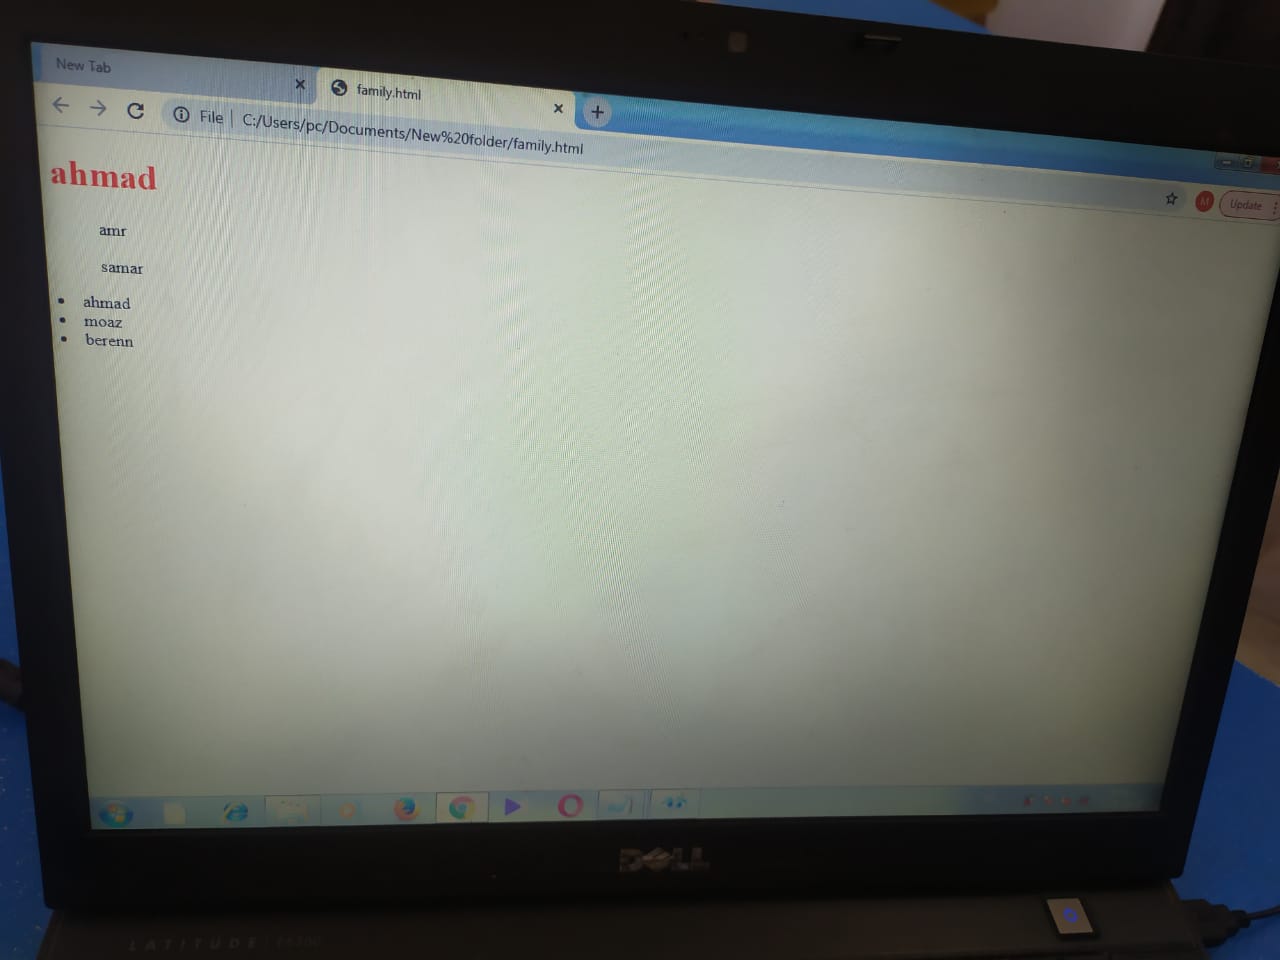 New Tab
family.html
File
C:/Users/pc/Documents/New%20folder/family.html
M
Update
ahmad
amr
samar
ahmad
moaz
berenn
DELL
LATITUDE